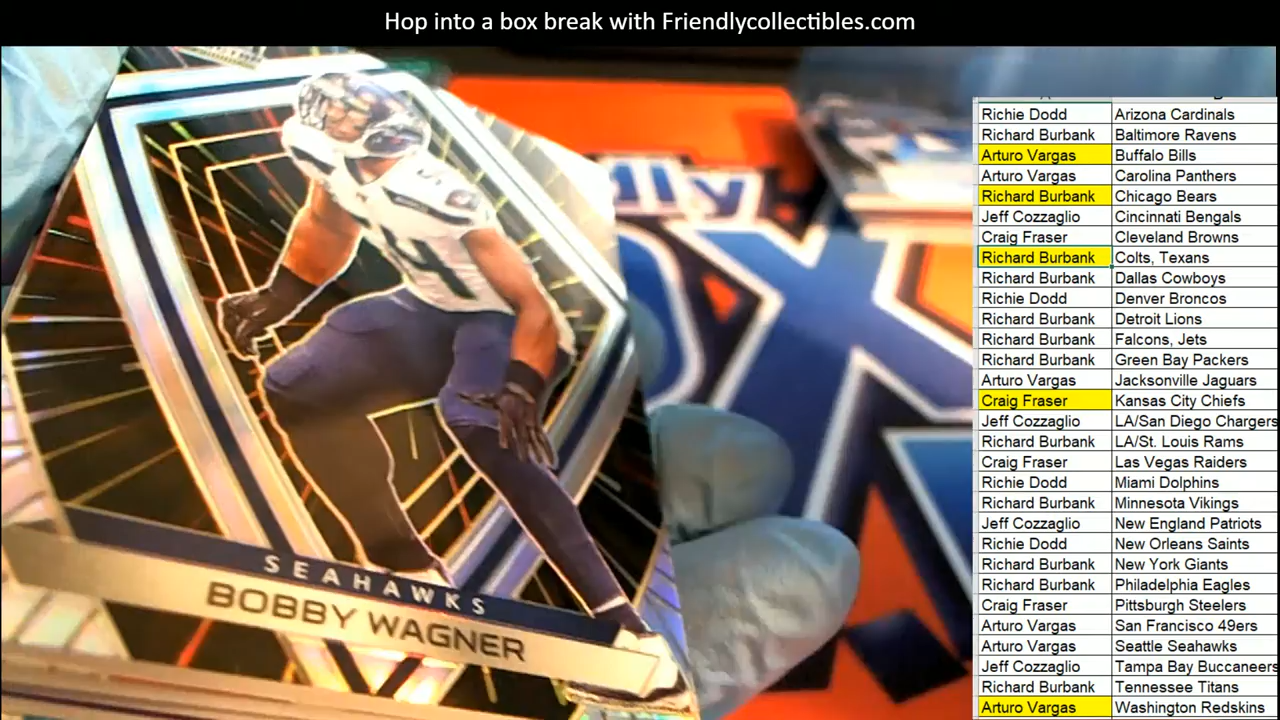 Hop into a box break with Friendlycollectibles.com
SEAHAWKS
BOBBY WAGNER
Richie Dodd Arizona Cardinals
Richard Burbank Baltimore Ravens
Arturo Vargas Buffalo Bills
Arturo Vargas Carolina Panthers
Richard Burbank Chicago Bears
Jeff Cozzaglio Cincinnati Bengals
Craig Fraser Cleveland Browns
Richard Burbank Colts, Texans
Richard Burbank Dallas Cowboys
Richie Dodd Denver Broncos
Richard Burbank Detroit Lions
Richard Burbank Falcons, Jets
Richard Burbank Green Bay Packers
Arturo Vargas Jacksonville Jaguars
Craig Fraser Kansas City Chiefs
Jeff Cozzaglio LA/San Diego Chargers
Richard Burbank LA/St. Louis Rams
Craig Fraser Las Vegas Raiders
Richie Dodd Miami Dolphins
Richard Burbank Minnesota Vikings
Jeff Cozzaglio New England Patriots
Richie Dodd New Orleans Saints
Richard Burbank New York Giants
Richard Burbank Philadelphia Eagles
Craig Fraser Pittsburgh Steelers
Arturo Vargas San Francisco 49ers
Arturo Vargas Seattle Seahawks
Jeff Cozzaglio Tampa Bay Buccaneers
Richard Burbank Tennessee Titans
Arturo Vargas Washington Redskins